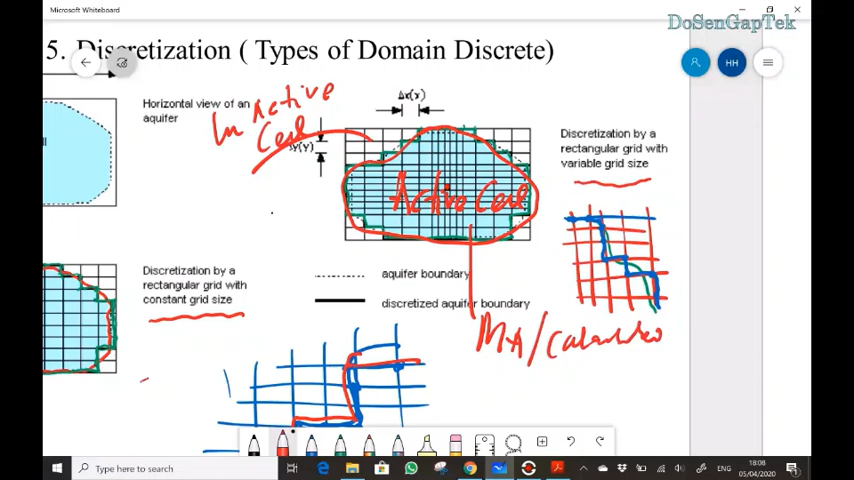 Microsoft Whiteboard
DoSenGapTek
5. Discretization ( Types of Domain Discrete)
HH
Horizontal view of an
aquifer
In Active
Cell
Δx(x)
y(y)
Active Cell
Discretization by a
rectangular grid with
variable grid size
Discretization by a
rectangular grid with
constant grid size
aquifer boundary
discretized aquifer boundary
Type here to search
ENG
18:08
05/04/2020